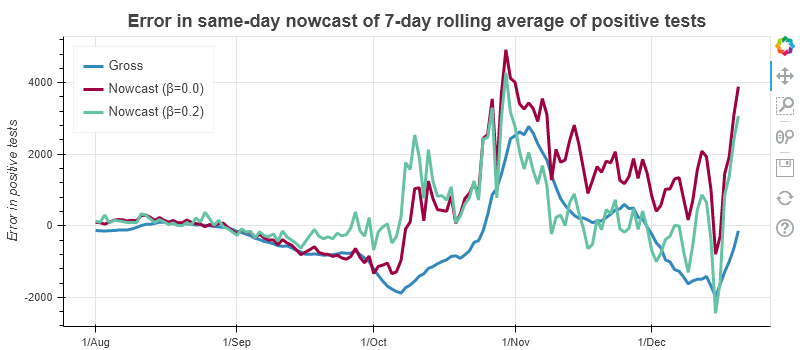 Error in same-day nowcast of 7-day rolling average of positive tests
Gross
Nowcast (β=0.0)
Nowcast (β=0.2)
Error in positive tests
4000
2000
0
-2000
1/Aug
1/Sep
1/Oct
1/Nov
1/Dec